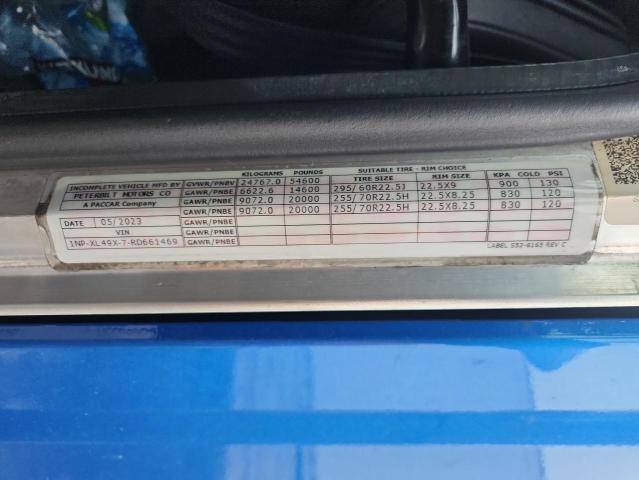 KILOGRAMS POUNDS SUITABLE TIRE - RIM CHOICE
TIRE SIZE RIM SIZE KPA COLD PSI
INCOMPLETE VEHICLE MFD BY GVWR/PNBV 24767.0 54600
PETERBILT MOTORS CO GAWR/PNBE 6622.6 14600 295/60R22.5J 22.5X9 900 130
A PACCAR Company GAWR/PNBE 9072.0 20000 255/70R22.5H 22.5X8.25 830 120
GAWR/PNBE 9072.0 20000 255/70R22.5H 22.5X8.25 830 120
DATE 05/2023 GAWR/PNBE
VIN GAWR/PNBE
1NP-XL49X-7-RD661469 GAWR/PNBE
LABEL S32-6165 REV C